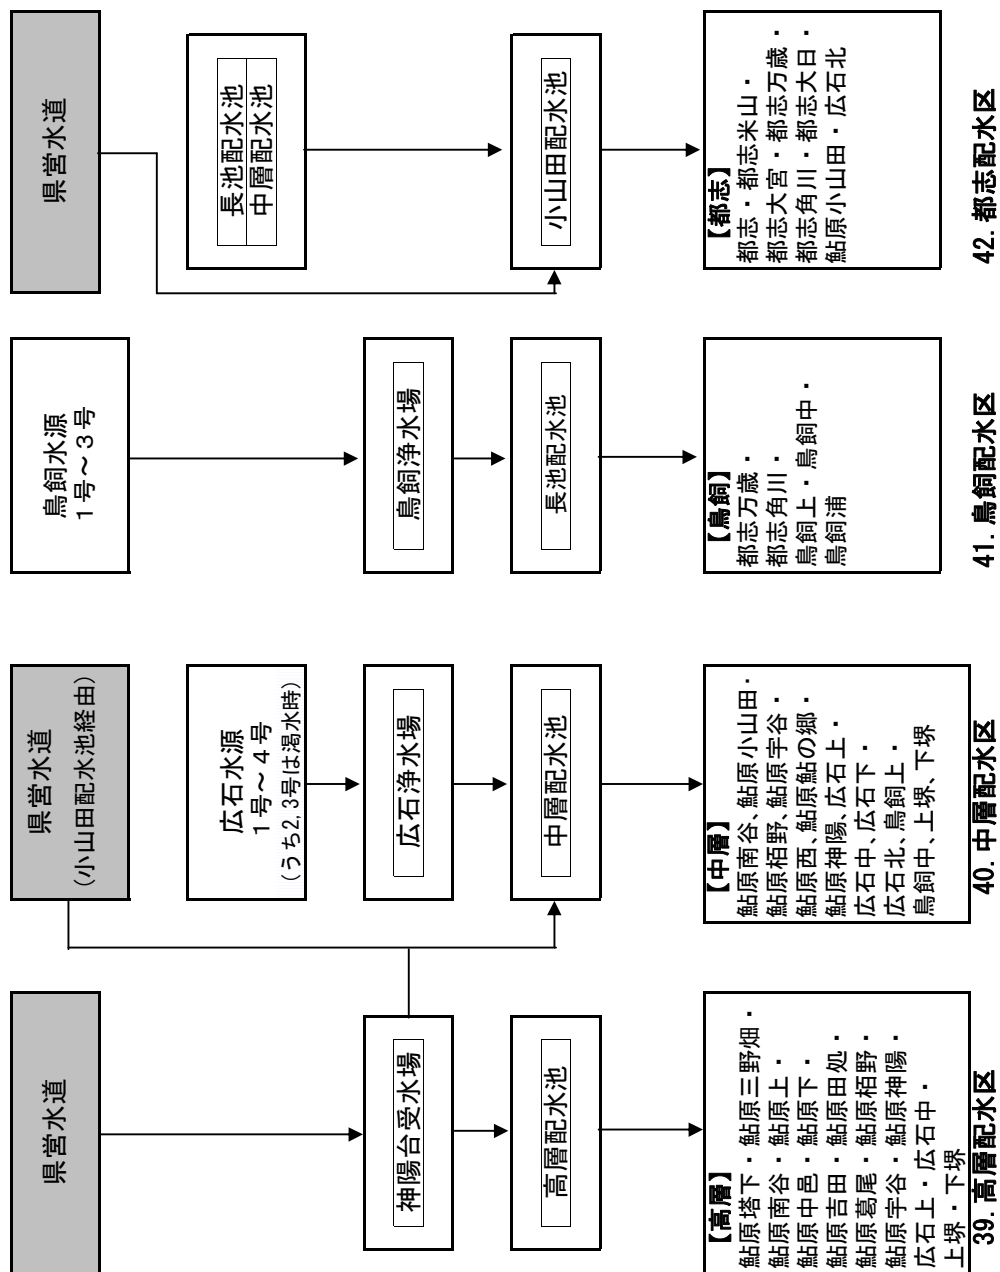 県営水道
神陽台受水場
高層配水池
【高層】
鮎原塔下・鮎原三野畑・
鮎原南谷・鮎原上・
鮎原中邑・鮎原下・
鮎原吉田・鮎原田処・
鮎原葛尾・鮎原栢野・
鮎原宇谷・鮎原神陽・
広石上・広石中・
上堺・下堺
39. 高層配水区
県営水道
(小山田配水池経由)
広石水源
1号～4号
(うち2,3号は渇水時)
広石浄水場
中層配水池
【中層】
鮎原南谷、鮎原小山田・
鮎原栢野、鮎原宇谷・
鮎原西、鮎原鮎の郷・
鮎原神陽、広石上・
広石中、広石下・
広石北、鳥飼上・
鳥飼中、上堺、下堺
40. 中層配水区
鳥飼水源
1号～3号
鳥飼浄水場
長池配水池
【鳥飼】
都志万歳・
都志角川・
鳥飼上・鳥飼中・
鳥飼浦
41. 鳥飼配水区
県営水道
長池配水池
中層配水池
小山田配水池
【都志】
都志・都志米山・
都志大宮・都志万歳・
都志角川・都志大日・
鮎原小山田・広石北
42. 都志配水区